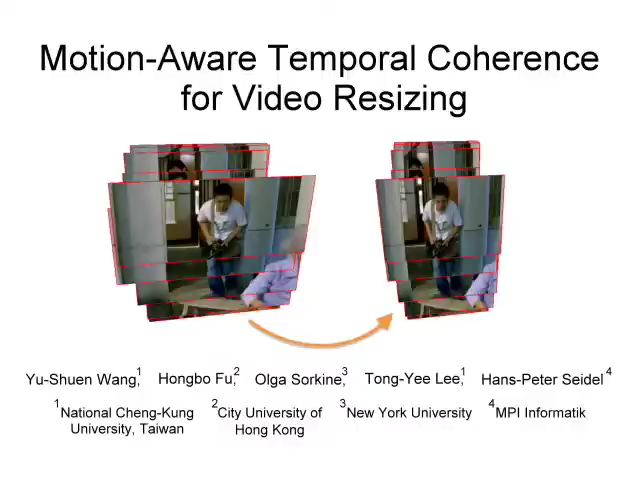 Motion-Aware Temporal Coherence
for Video Resizing
Yu-Shuen Wang,¹ Hongbo Fu,² Olga Sorkine,³ Tong-Yee Lee,¹ Hans-Peter Seidel⁴
¹National Cheng-Kung University, Taiwan
²City University of Hong Kong
³New York University
⁴MPI Informatik